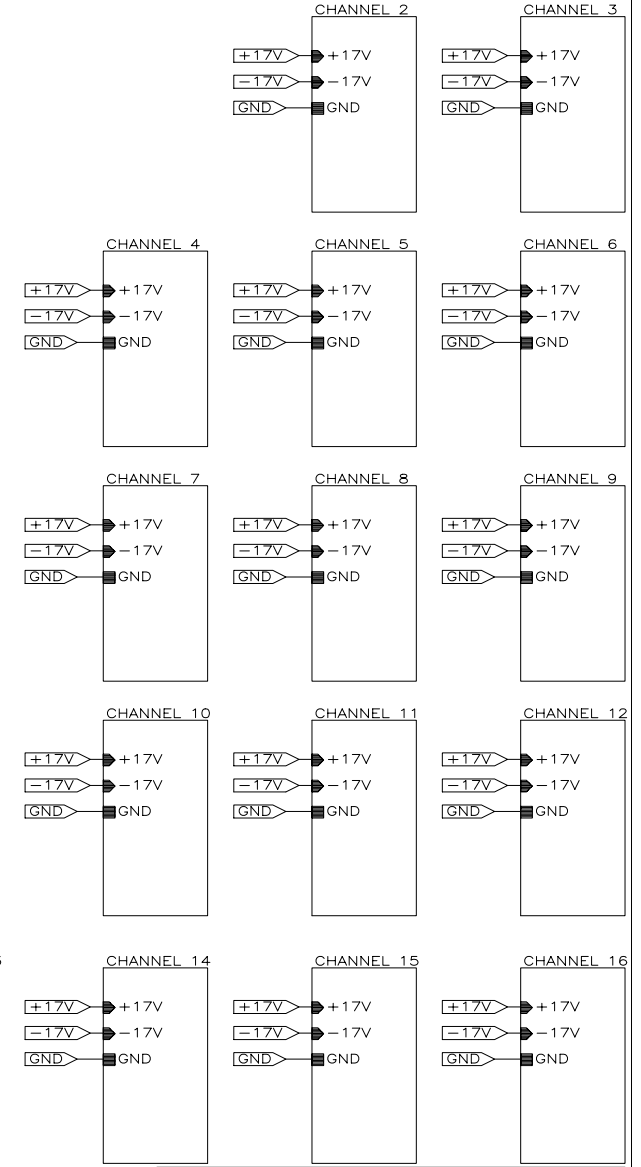 CHANNEL 2 CHANNEL 3
+17V +17V +17V +17V
-17V -17V -17V -17V
GND GND GND GND
CHANNEL 4 CHANNEL 5 CHANNEL 6
+17V +17V +17V +17V +17V +17V
-17V -17V -17V -17V -17V -17V
GND GND GND GND GND GND
CHANNEL 7 CHANNEL 8 CHANNEL 9
+17V +17V +17V +17V +17V +17V
-17V -17V -17V -17V -17V -17V
GND GND GND GND GND GND
CHANNEL 10 CHANNEL 11 CHANNEL 12
+17V +17V +17V +17V +17V +17V
-17V -17V -17V -17V -17V -17V
GND GND GND GND GND GND
CHANNEL 14 CHANNEL 15 CHANNEL 16
+17V +17V +17V +17V +17V +17V
-17V -17V -17V -17V -17V -17V
GND GND GND GND GND GND